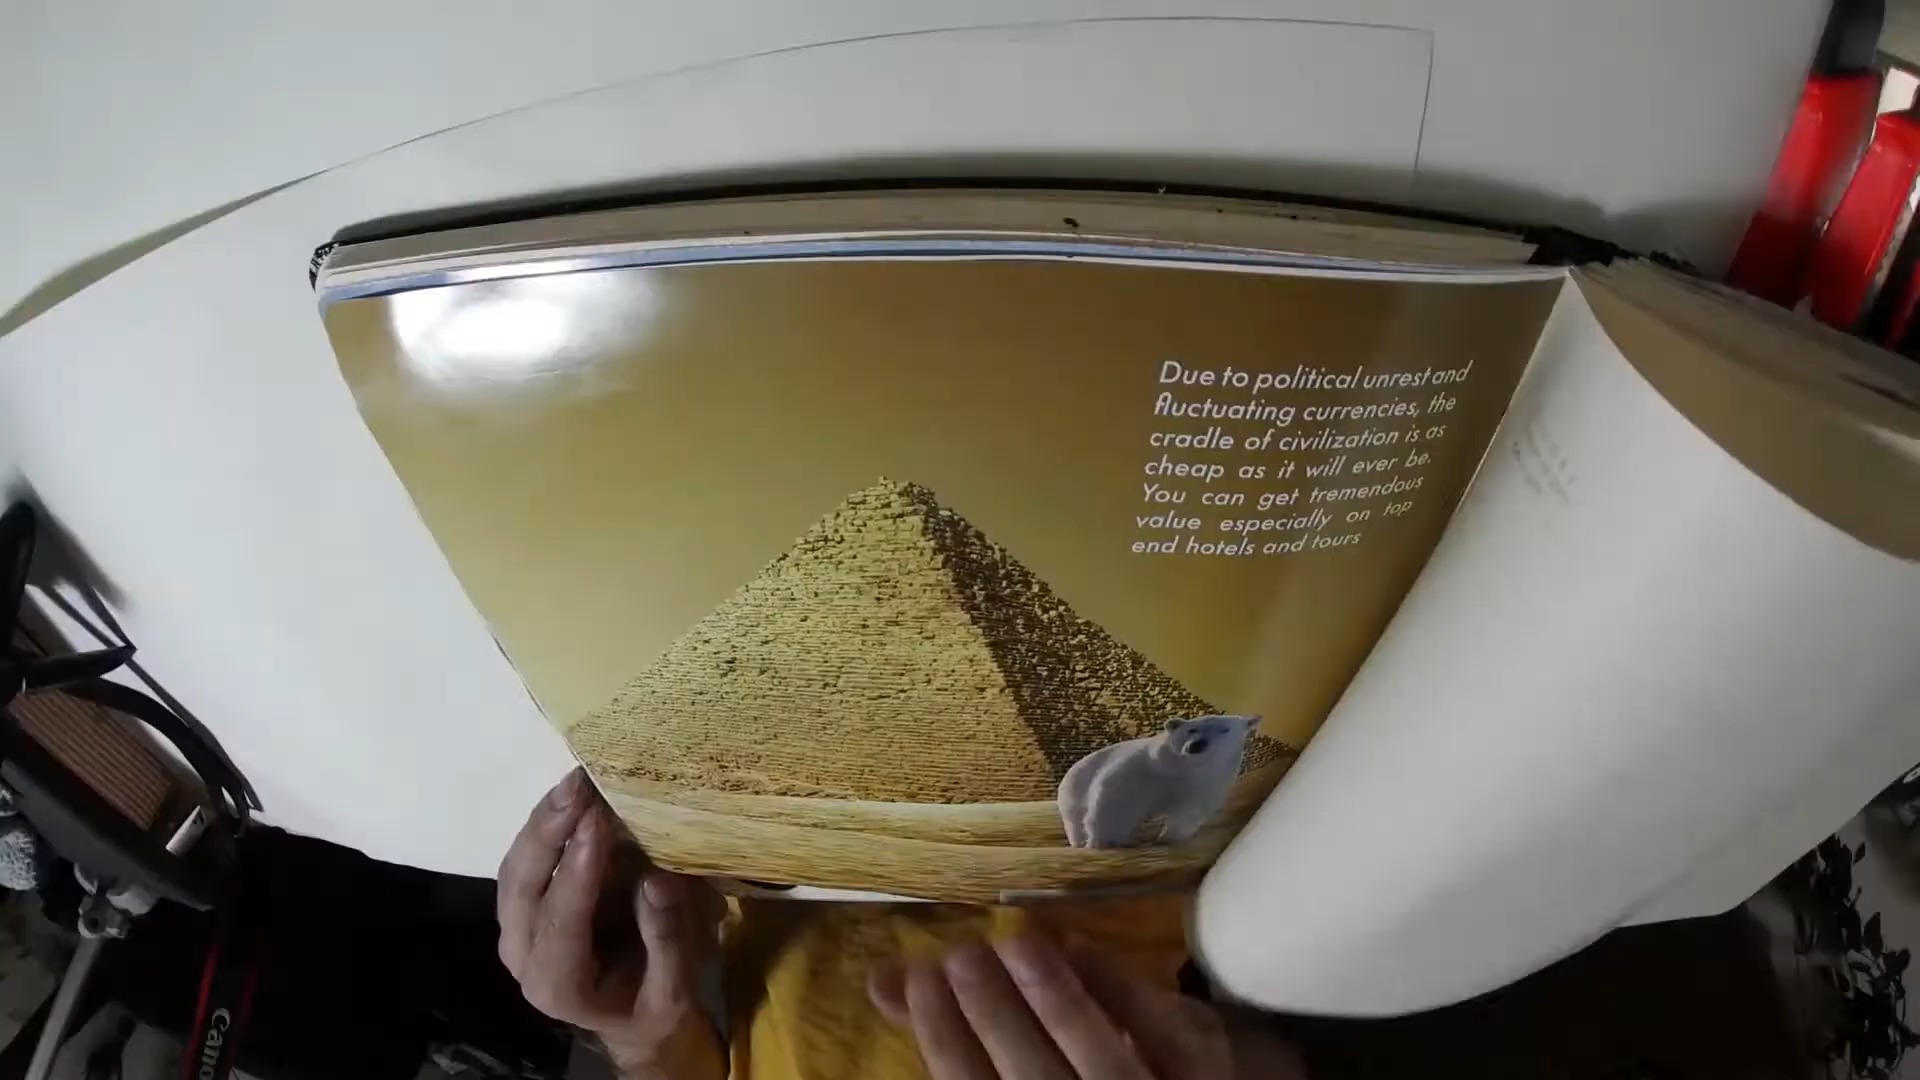 Due to political unrest and
fluctuating currencies, the
cradle of civilization is as
cheap as it will ever be.
You can get tremendous
value especially on top
end hotels and tours
Canon